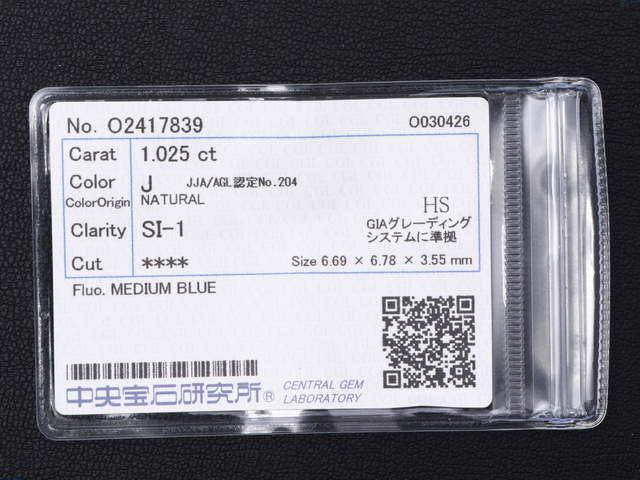 No. O2417839 O030426
Carat 1.025 ct
Color J JJA/AGL認定No.204
ColorOrigin NATURAL
HS
Clarity SI-1 GIAグレーディング
システムに準拠
Cut **** Size 6.69 × 6.78 × 3.55 mm
Fluo. MEDIUM BLUE
中央宝石研究所® CENTRAL GEM
LABORATORY